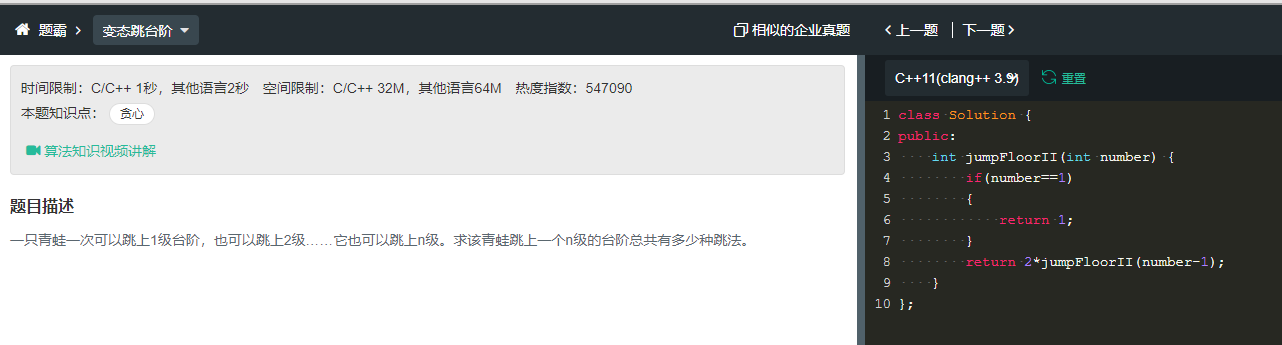 题霸 > 变态跳台阶 相似的企业真题 上一题 下一题
时间限制：C/C++ 1秒，其他语言2秒 空间限制：C/C++ 32M，其他语言64M 热度指数：547090
本题知识点： 贪心
算法知识视频讲解
题目描述
一只青蛙一次可以跳上1级台阶，也可以跳上2级……它也可以跳上n级。求该青蛙跳上一个n级的台阶总共有多少种跳法。
C++11(clang++ 3.9) 重置
1 class Solution {
2 public:
3     int jumpFloorII(int number) {
4         if(number==1)
5         {
6             return 1;
7         }
8         return 2*jumpFloorII(number-1);
9     }
10 };